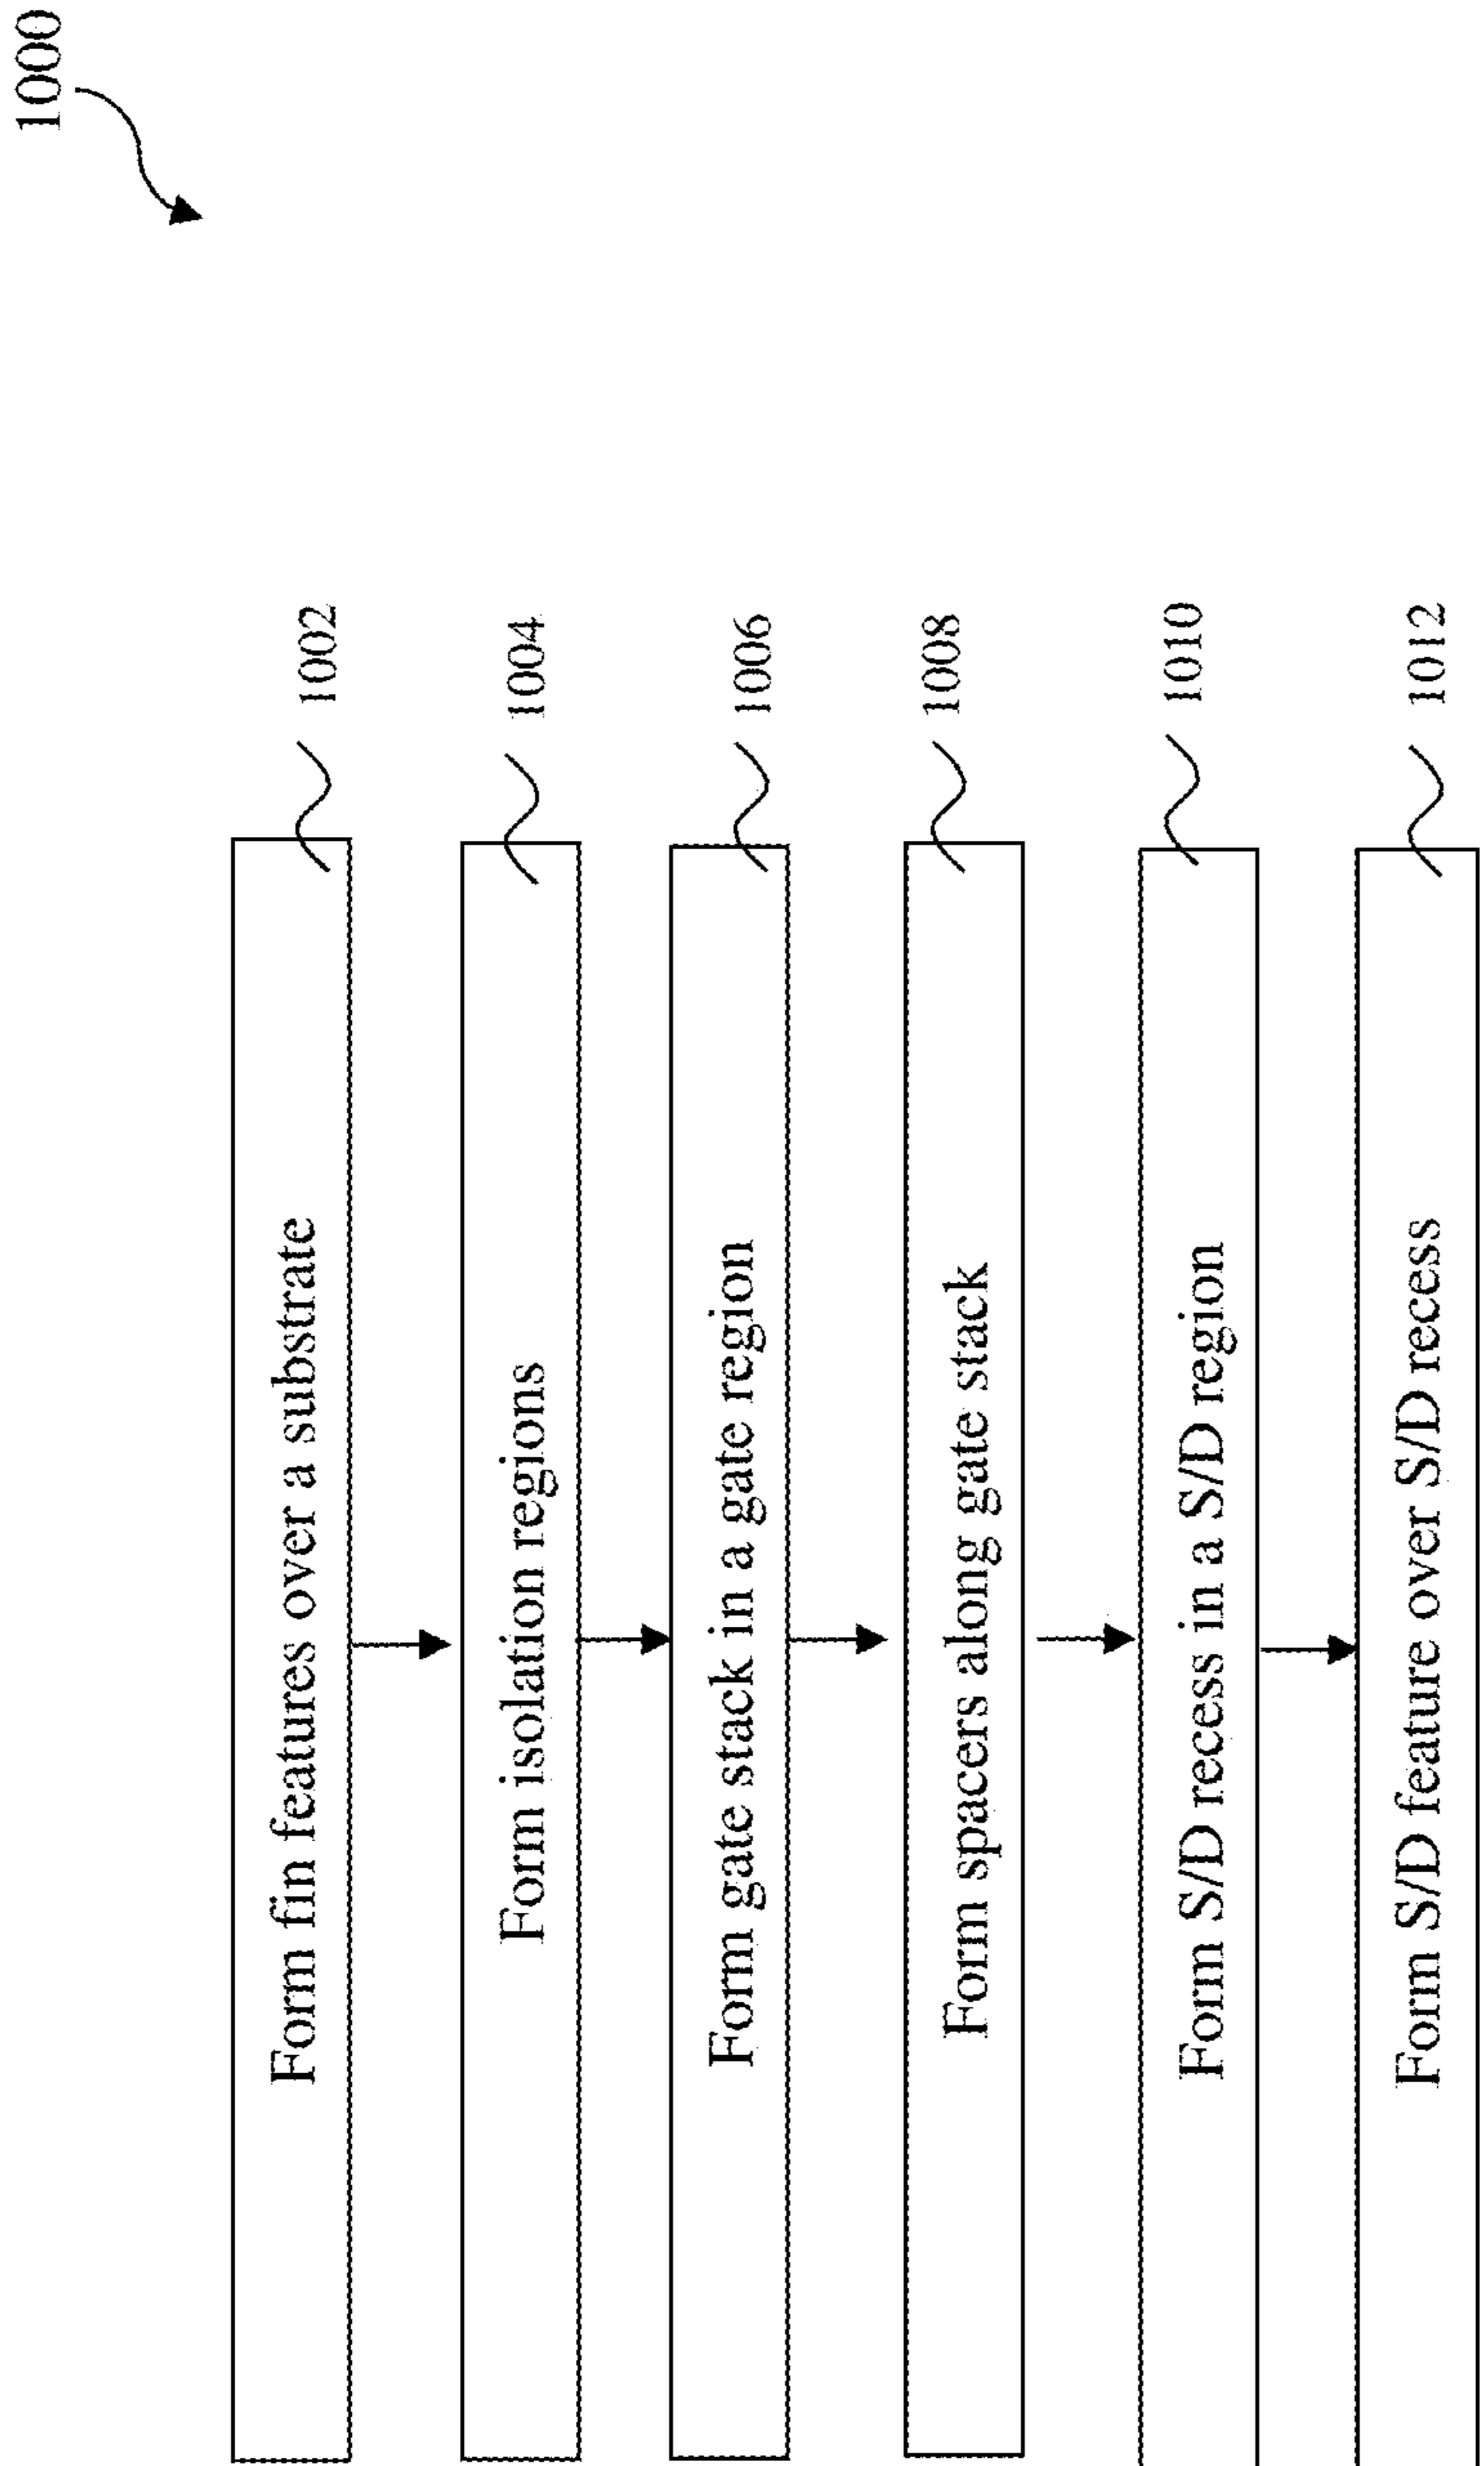 1000
Form fin features over a substrate
1002
Form isolation regions
1004
Form gate stack in a gate region
1006
Form spacers along gate stack
1008
Form S/D recess in a S/D region
1010
Form S/D feature over S/D recess
1012